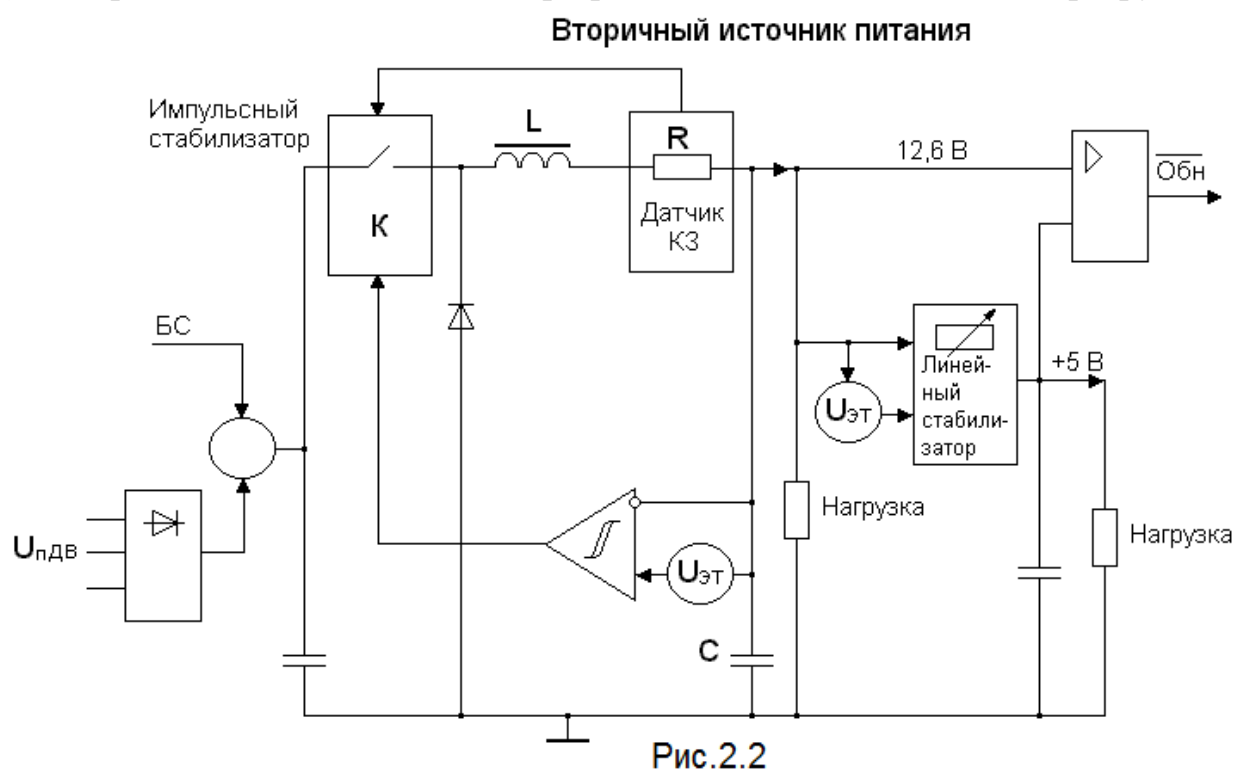 Вторичный источник питания
Импульсный
стабилизатор
L
R
К
Датчик
КЗ
12,6 В
Обн
БС
Линей-
ный
стабили-
затор
+5 В
Uэт
Нагрузка
Нагрузка
UпДВ
Uэт
C
Рис.2.2